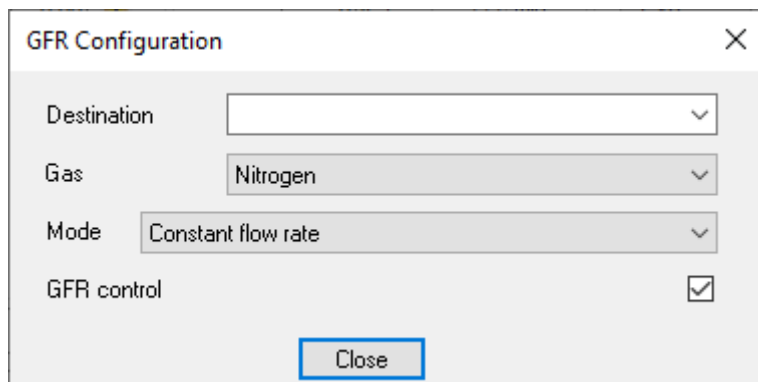 GFR Configuration
Destination
Gas Nitrogen
Mode Constant flow rate
GFR control
Close